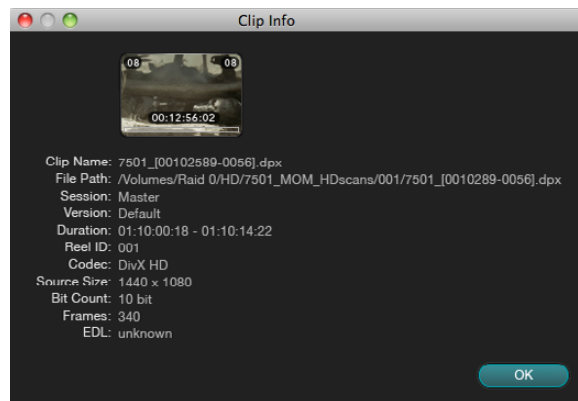 Clip Info
08 08
00:12:56:02
Clip Name: 7501_[00102589-0056].dpx
File Path: /Volumes/Raid 0/HD/7501_MOM_HDscans/001/7501_[0010289-0056].dpx
Session: Master
Version: Default
Duration: 01:10:00:18 - 01:10:14:22
Reel ID: 001
Codec: DivX HD
Source Size: 1440 x 1080
Bit Count: 10 bit
Frames: 340
EDL: unknown
OK